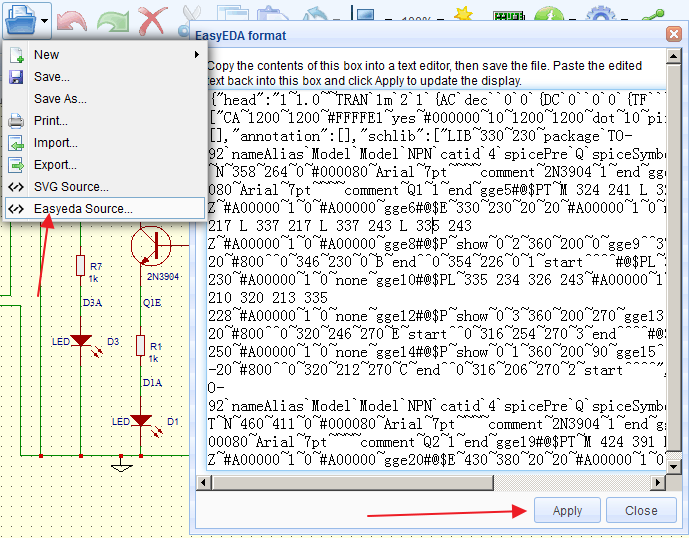 100%
New
Save...
Save As...
Print...
Import...
Export...
SVG Source...
Easyeda Source...
R7
1k
D3A
LED
D3
2N3904
Q1E
R1
1k
D1A
LED
D1
EasyEDA format
Copy the contents of this box into a text editor, then save the file. Paste the edited
text back into this box and click Apply to update the display.
{"head":"1~1.0~~TRAN`1m`2`1`{AC`dec``0`0`{DC`0``0`0`{TF```
["CA~1200~1200~#FFFFE1~yes~#000000~10~1200~1200~dot~10~pi
[],"annotation":[],"schlib":["LIB~330~230~package`TO-
92`nameAlias`Model`Model`NPN`catid`4`spicePre`Q`spiceSymb
T~N~358~264~0~#000080~Arial~7pt~~~~~comment~2N3904~1~end~g
080~Arial~7pt~~~~~comment~Q1~1~end~gge5#@$PT~M 324 241 L 32
Z~#A00000~1~0~#A00000~gge6#@$E~330~230~20~20~#A00000~1~0~n
217 L 337 217 L 337 243 L 335 243
Z~#A00000~1~0~#A00000~gge8#@$P~show~0~2~360~200~0~gge9^^3
20~#800^^0~346~230~0~B~end^^0~354~226~0~1~start^^^^#@$PL~
230~#A00000~1~0~none~gge10#@$PL~335 234 326 243~#A00000~1~
210 320 213 335
228~#A00000~1~0~none~gge12#@$P~show~0~3~360~200~270~gge13
20~#800^^0~320~246~270~E~start^^0~316~254~270~3~end^^^^#@$
250~#A00000~1~0~none~gge14#@$P~show~0~1~360~200~90~gge15
-20~#800^^0~320~212~270~C~end^^0~316~206~270~2~start^^^^",
O-
92`nameAlias`Model`Model`NPN`catid`4`spicePre`Q`spiceSymb
T~N~460~411~0~#000080~Arial~7pt~~~~~comment~2N3904~1~end~g
00080~Arial~7pt~~~~~comment~Q2~1~end~gge19#@$PT~M 424 391 L
Z~#A00000~1~0~#A00000~gge20#@$E~430~380~20~20~#A00000~1~0
Apply
Close